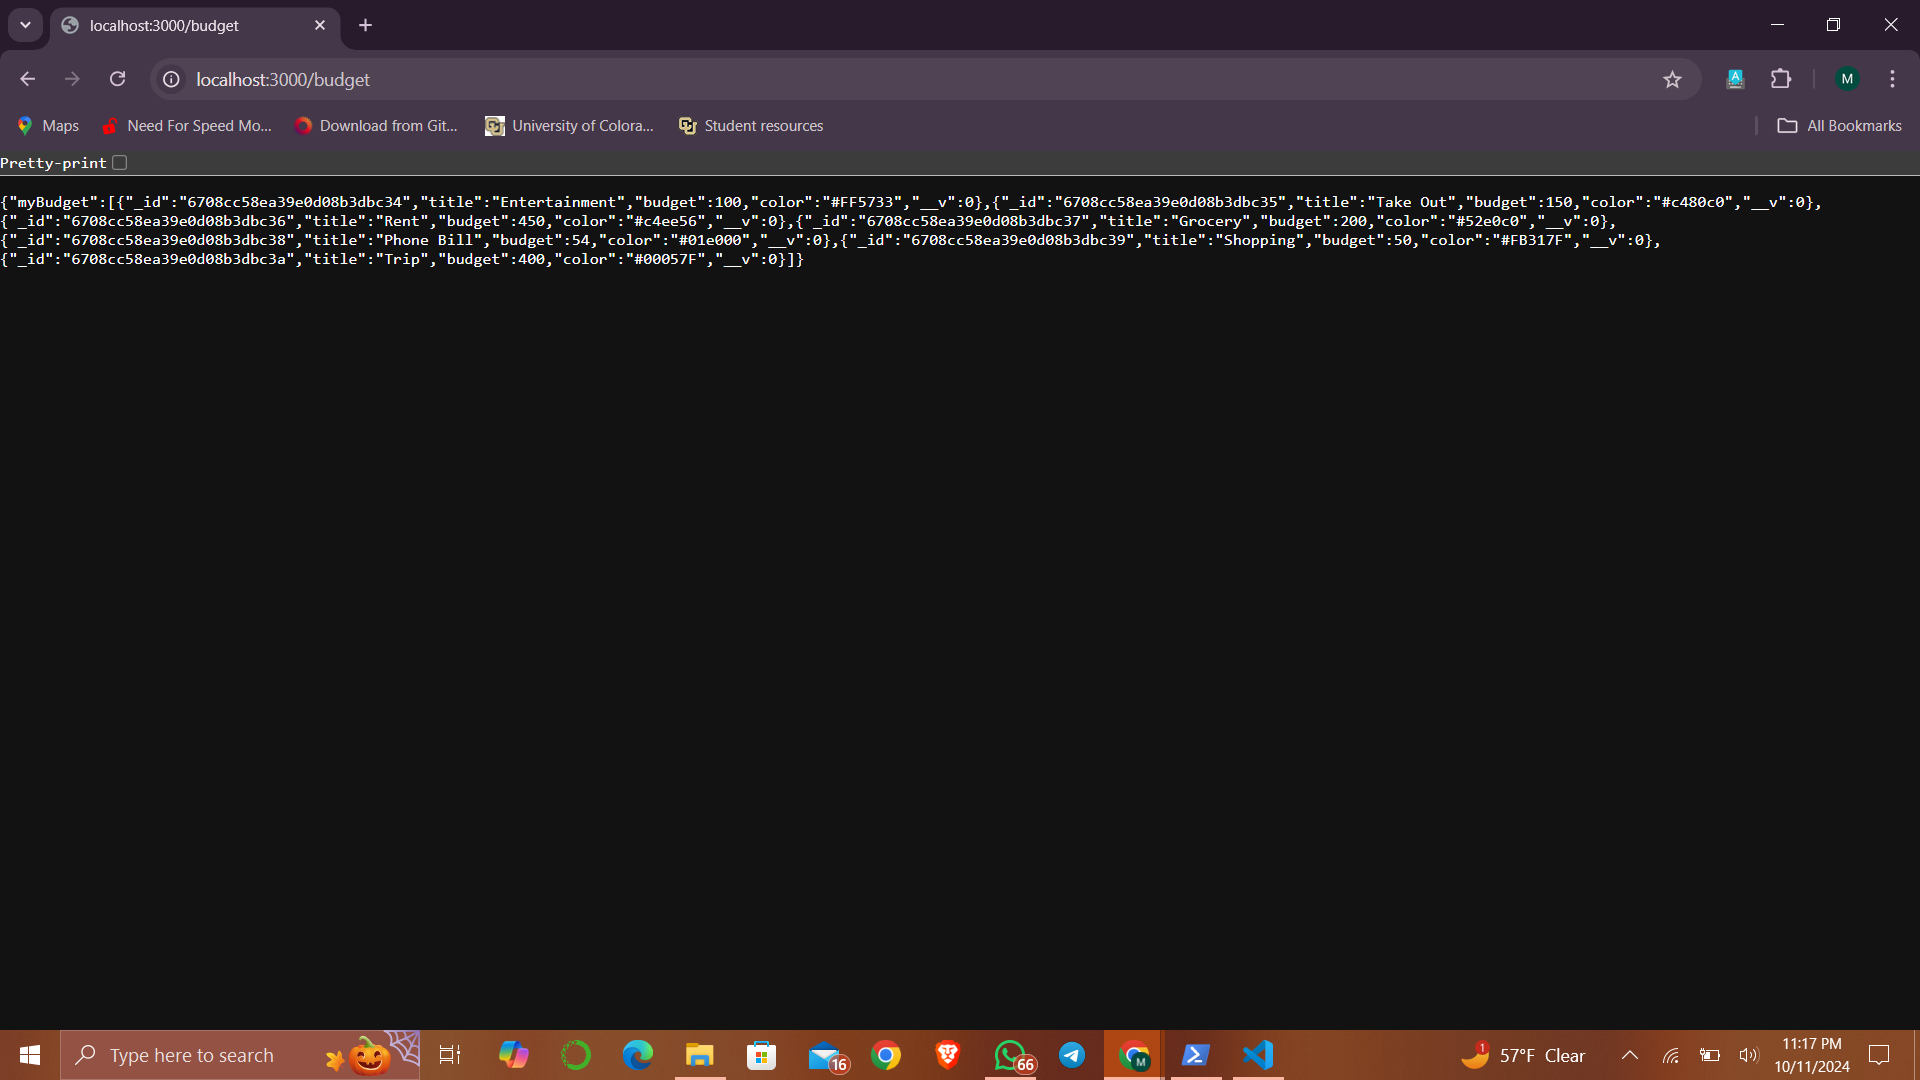 localhost:3000/budget
localhost:3000/budget
M
Maps
Need For Speed Mo...
Download from Git...
University of Colora...
Student resources
All Bookmarks
Pretty-print
{"myBudget":[{"_id":"6708cc58ea39e0d08b3dbc34","title":"Entertainment","budget":100,"color":"#FF5733","__v":0},{"_id":"6708cc58ea39e0d08b3dbc35","title":"Take Out","budget":150,"color":"#c480c0","__v":0},
{"_id":"6708cc58ea39e0d08b3dbc36","title":"Rent","budget":450,"color":"#c4ee56","__v":0},{"_id":"6708cc58ea39e0d08b3dbc37","title":"Grocery","budget":200,"color":"#52e0c0","__v":0},
{"_id":"6708cc58ea39e0d08b3dbc38","title":"Phone Bill","budget":54,"color":"#01e000","__v":0},{"_id":"6708cc58ea39e0d08b3dbc39","title":"Shopping","budget":50,"color":"#FB317F","__v":0},
{"_id":"6708cc58ea39e0d08b3dbc3a","title":"Trip","budget":400,"color":"#00057F","__v":0}]}
Type here to search
16
66
M
1
57°F Clear
11:17 PM
10/11/2024